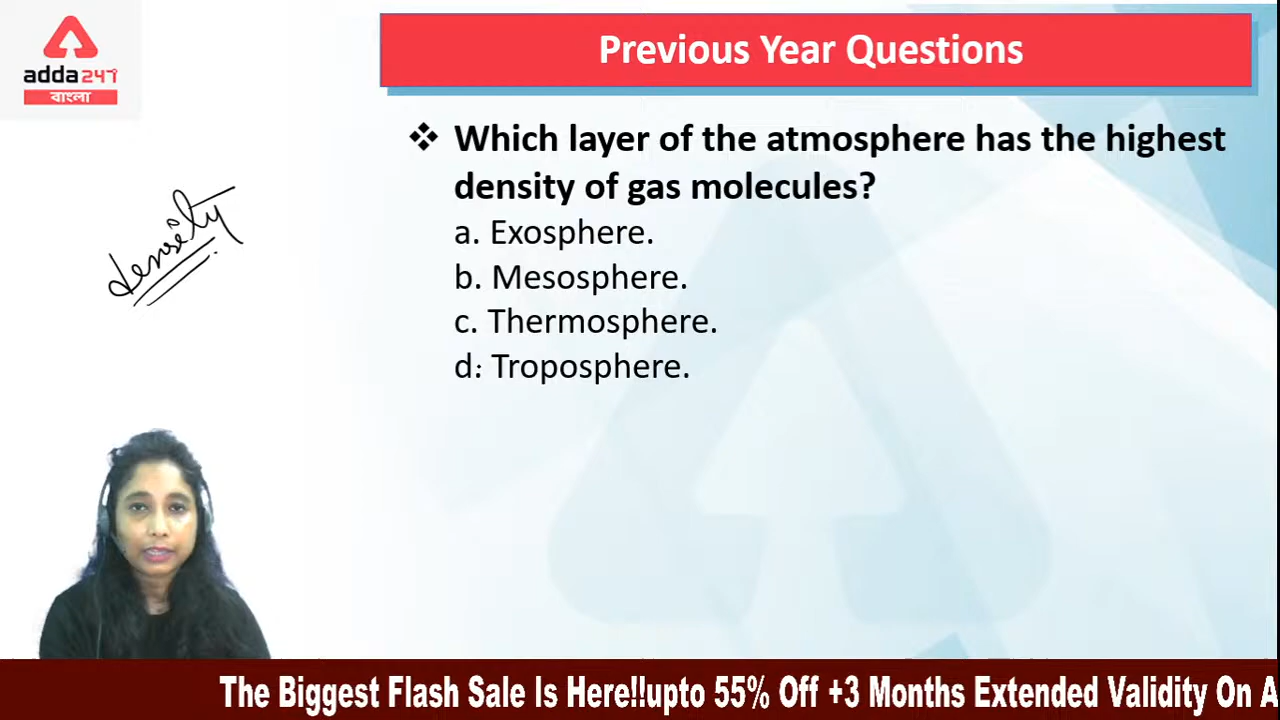 adda247
বাংলা
Previous Year Questions
❖ Which layer of the atmosphere has the highest
density of gas molecules?
a. Exosphere.
b. Mesosphere.
c. Thermosphere.
d. Troposphere.
density
The Biggest Flash Sale Is Here!!upto 55% Off +3 Months Extended Validity On A